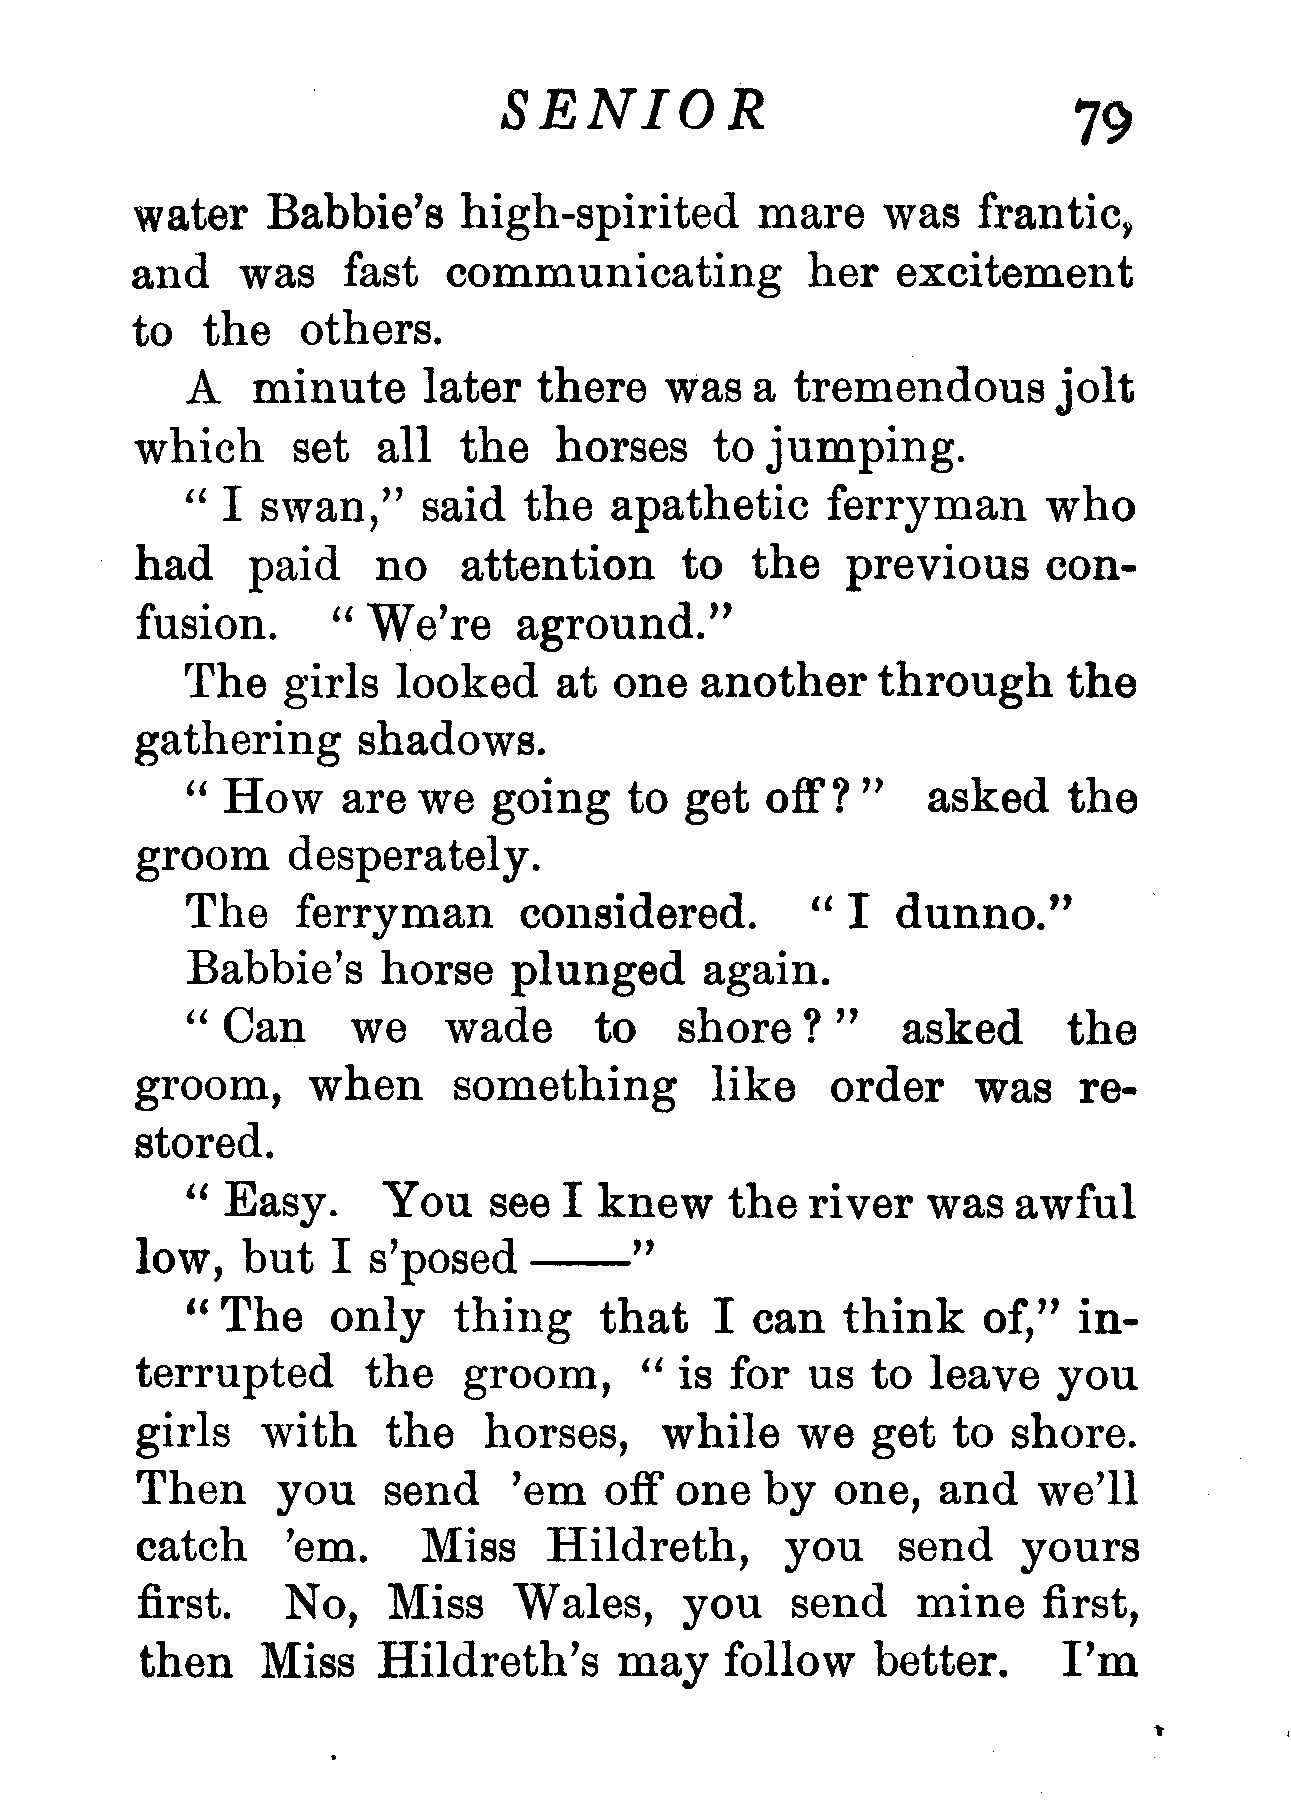 SENIOR 79
water Babbie's high-spirited mare was frantic,
and was fast communicating her excitement
to the others.
A minute later there was a tremendous jolt
which set all the horses to jumping.
" I swan," said the apathetic ferryman who
had paid no attention to the previous con-
fusion. " We're aground."
The girls looked at one another through the
gathering shadows.
" How are we going to get off? " asked the
groom desperately.
The ferryman considered. " I dunno."
Babbie's horse plunged again.
" Can we wade to shore? " asked the
groom, when something like order was re-
stored.
" Easy. You see I knew the river was awful
low, but I s'posed ——"
" The only thing that I can think of," in-
terrupted the groom, " is for us to leave you
girls with the horses, while we get to shore.
Then you send 'em off one by one, and we'll
catch 'em. Miss Hildreth, you send yours
first. No, Miss Wales, you send mine first,
then Miss Hildreth's may follow better. I'm